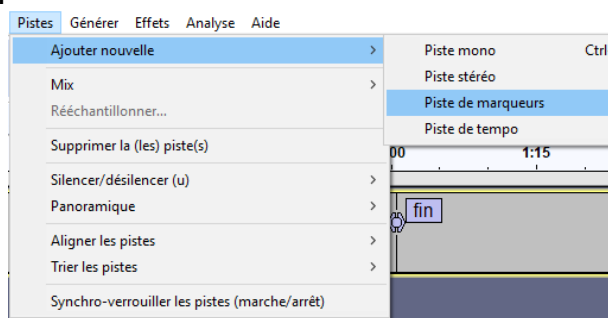 Pistes Générer Effets Analyse Aide
Ajouter nouvelle
Mix
Rééchantillonner...
Supprimer la (les) piste(s)
Silencer/désilencer (u)
Panoramique
Aligner les pistes
Trier les pistes
Synchro-verrouiller les pistes (marche/arrêt)
Piste mono Ctrl
Piste stéréo
Piste de marqueurs
Piste de tempo
00 1:15
fin